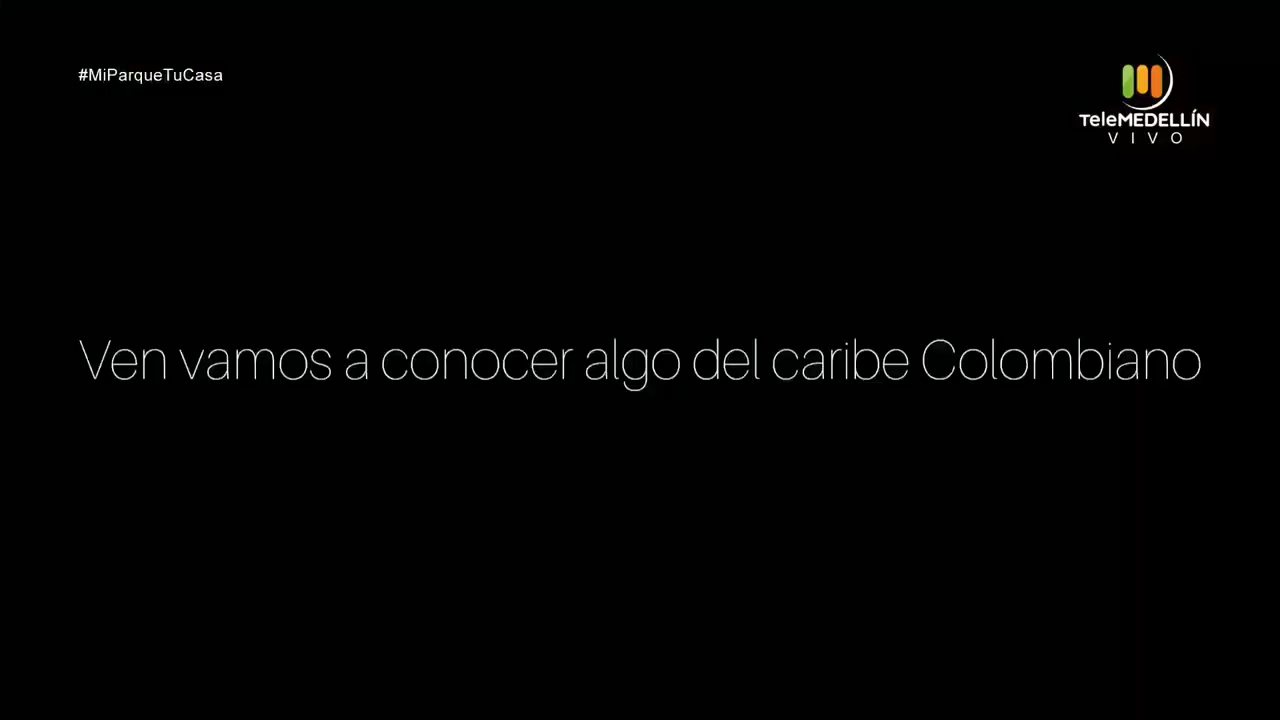 #MiParqueTuCasa
TeleMEDELLÍN
VIVO
Ven vamos a conocer algo del caribe Colombiano